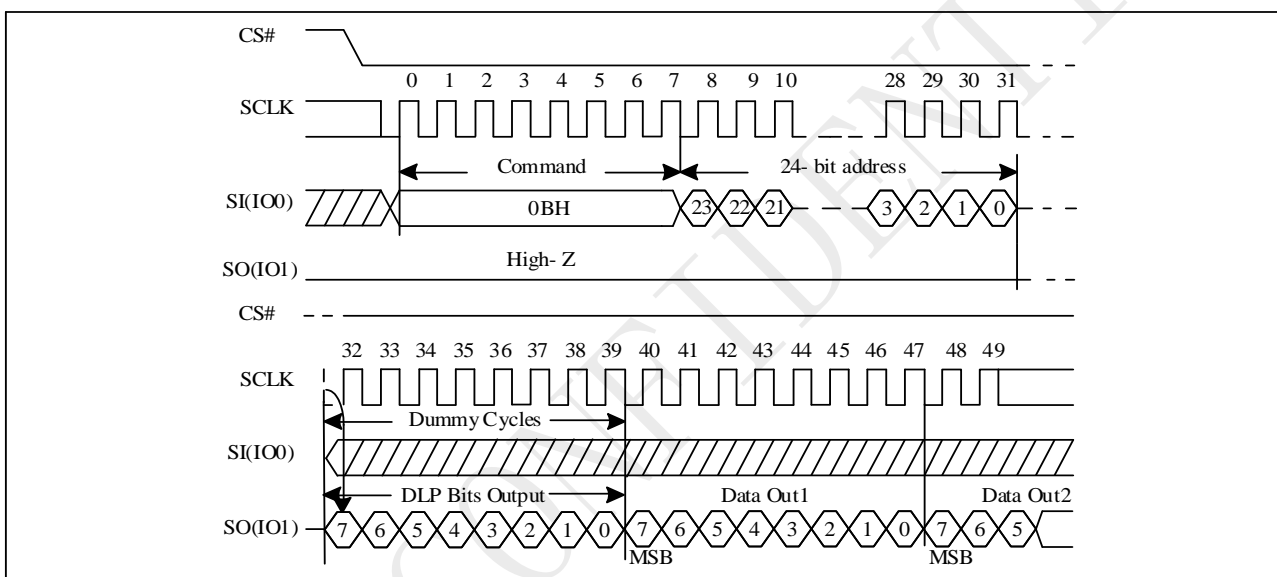 CS#
0 1 2 3 4 5 6 7 8 9 10 28 29 30 31
SCLK
Command 24- bit address
SI(IO0) 0BH 23 22 21 3 2 1 0
High- Z
SO(IO1)
CS#
32 33 34 35 36 37 38 39 40 41 42 43 44 45 46 47 48 49
SCLK
Dummy Cycles
SI(IO0)
DLP Bits Output Data Out1 Data Out2
SO(IO1) 7 6 5 4 3 2 1 0 7 6 5 4 3 2 1 0 7 6 5
MSB MSB
CONFIDENT